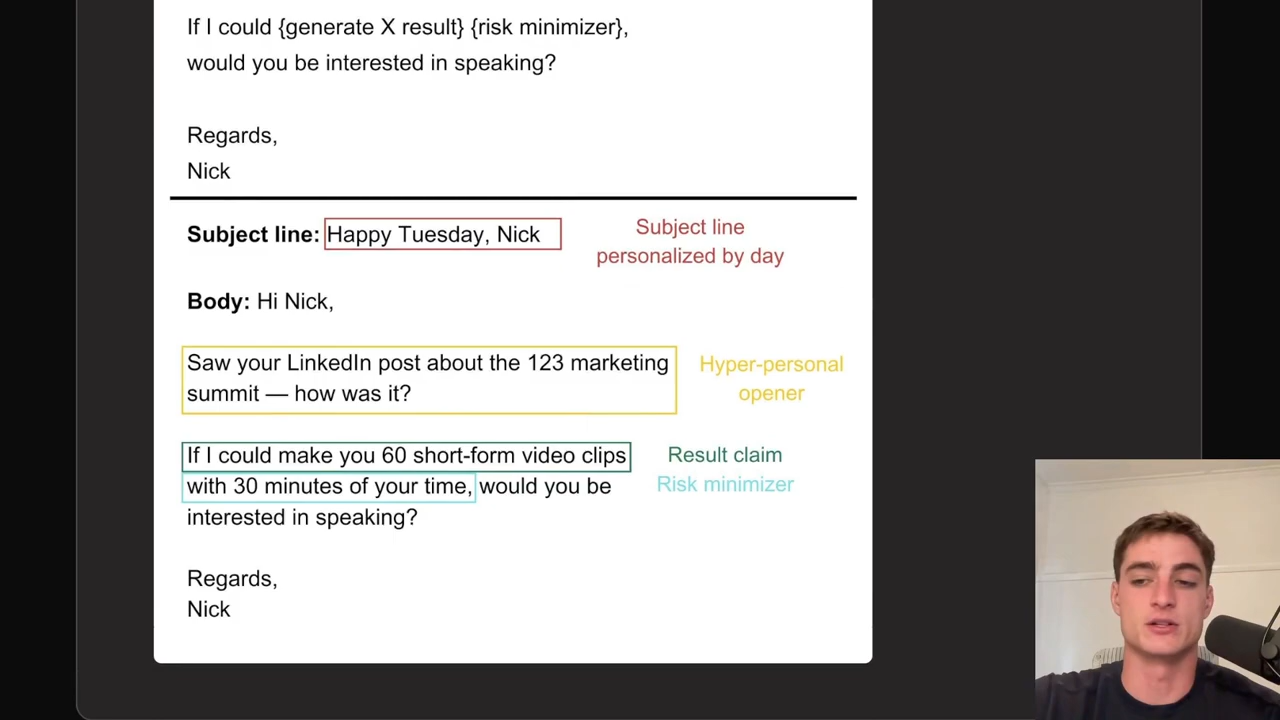 If I could {generate X result} {risk minimizer},
would you be interested in speaking?
Regards,
Nick
Subject line: Happy Tuesday, Nick
Subject line
personalized by day
Body: Hi Nick,
Saw your LinkedIn post about the 123 marketing
summit — how was it?
Hyper-personal
opener
If I could make you 60 short-form video clips
with 30 minutes of your time, would you be
interested in speaking?
Result claim
Risk minimizer
Regards,
Nick